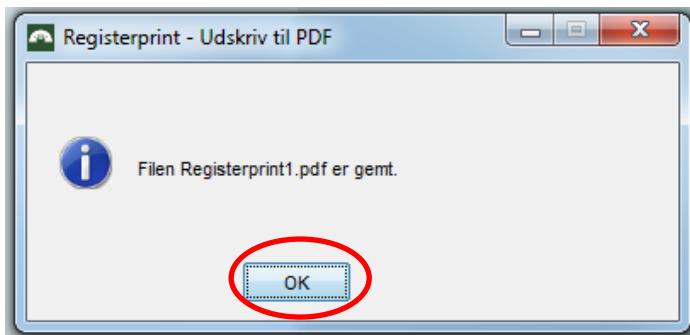 Registerprint - Udskriv til PDF
Filen Registerprint1.pdf er gemt.
OK